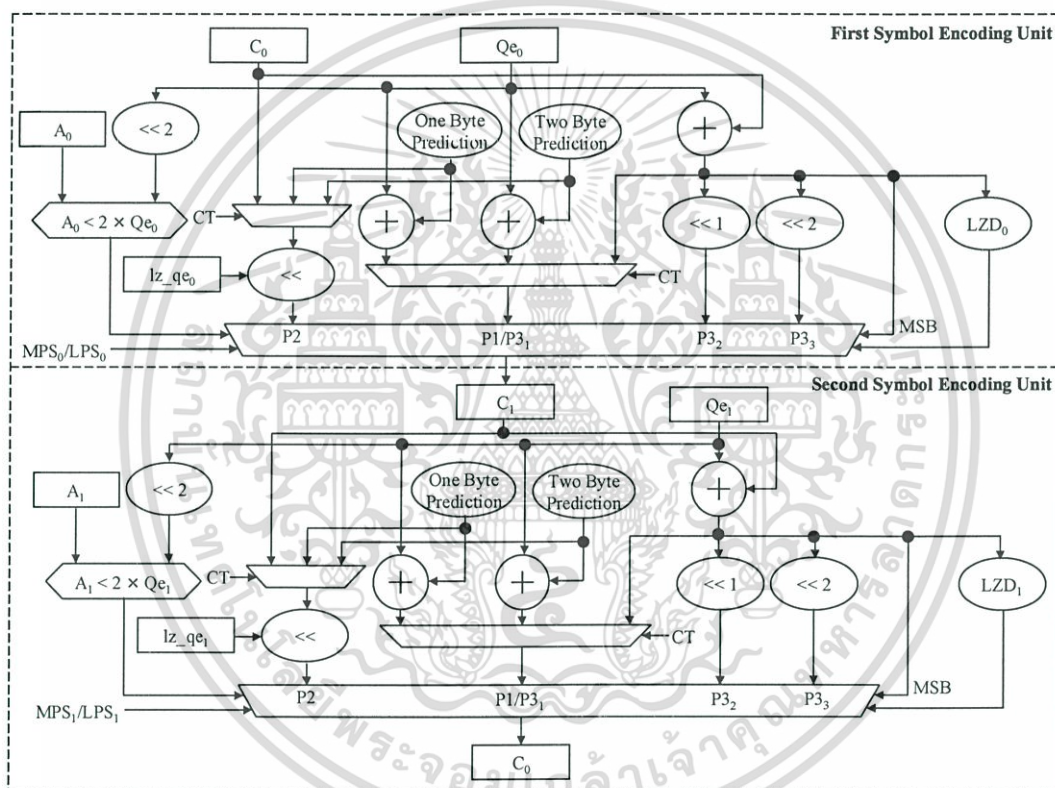 First Symbol Encoding Unit
C₀
Qe₀
A₀
<< 2
One Byte
Prediction
Two Byte
Prediction
+
A₀ < 2 × Qe₀
CT
+
+
<< 1
<< 2
LZD₀
lz_qe₀
<<
CT
P2
P1/P3₁
P3₂
P3₃
MSB
MPS₀/LPS₀
Second Symbol Encoding Unit
C₁
Qe₁
A₁
<< 2
One Byte
Prediction
Two Byte
Prediction
+
A₁ < 2 × Qe₁
CT
+
+
<< 1
<< 2
LZD₁
lz_qe₁
<<
CT
P2
P1/P3₁
P3₂
P3₃
MSB
MPS₁/LPS₁
C₀